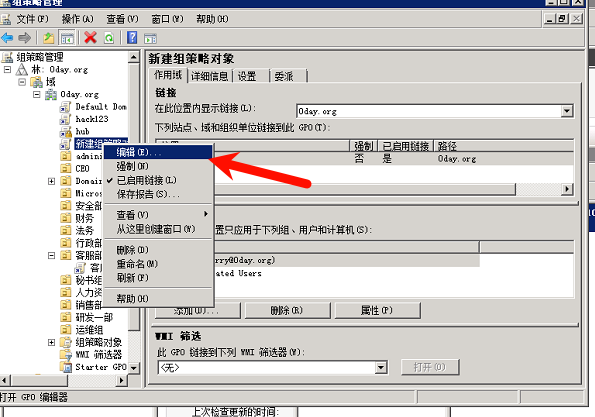 组策略管理
文件(F) 操作(A) 查看(V) 窗口(W) 帮助(H)
组策略管理
林: 0day.org
域
0day.org
Default Dom
hack123
hub
新建组策略对
admini
CEO
Domain
Micros
安全部
财务
法务
行政部
客服部
客
秘书组
人力资
销售部
研发一部
运维组
组策略对象
WMI 筛选器
Starter GPO
编辑(E)...
强制(N)
已启用链接(L)
保存报告(S)...
查看(V)
从这里创建窗口(W)
删除(D)
重命名(M)
刷新(F)
帮助(H)
新建组策略对象
作用域 详细信息 设置 委派
链接
在此位置内显示链接(L): 0day.org
下列站点、域和组织单位链接到此 GPO(T):
强制 已启用链接 路径
否 是 0day.org
置只应用于下列组、用户和计算机(S):
rry@0day.org)
ated Users
添加(D)... 删除(R) 属性(P)
WMI 筛选
此 GPO 链接到下列 WMI 筛选器(W):
<无> 打开(O)
打开 GPO 编辑器
上次检查更新的时间: